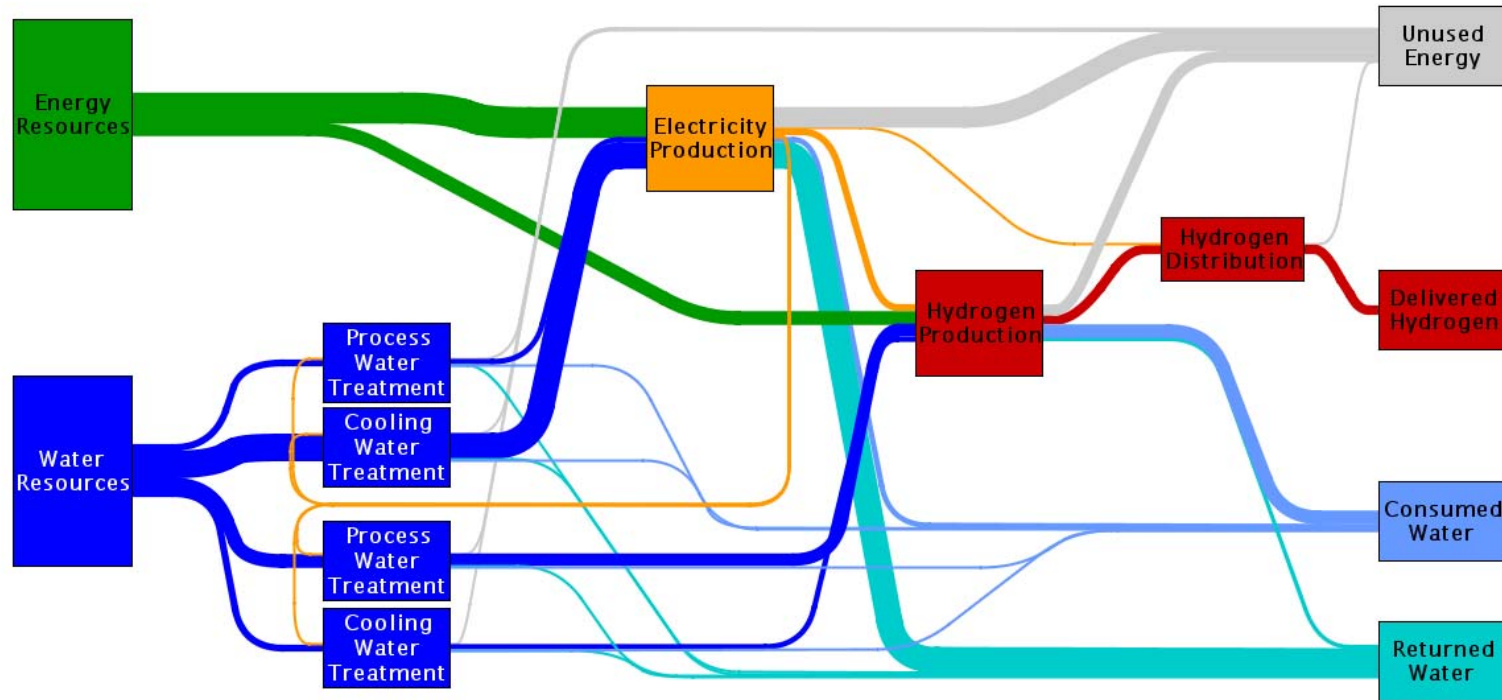 Energy
Resources
Water
Resources
Process
Water
Treatment
Cooling
Water
Treatment
Process
Water
Treatment
Cooling
Water
Treatment
Electricity
Production
Hydrogen
Production
Hydrogen
Distribution
Unused
Energy
Delivered
Hydrogen
Consumed
Water
Returned
Water